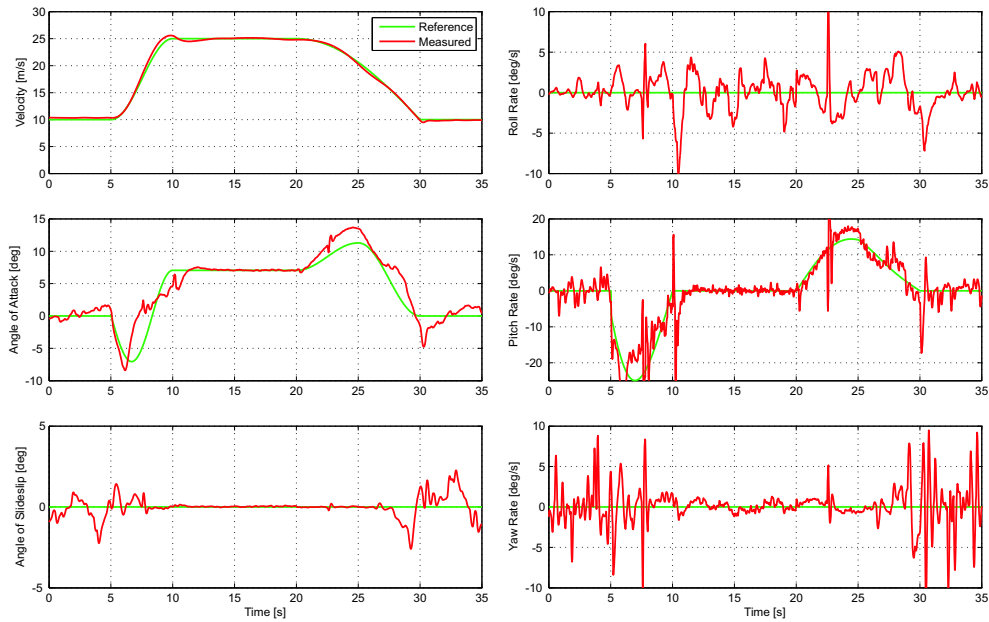 Velocity [m/s]
30
25
20
15
10
5
0
Reference
Measured
0 5 10 15 20 25 30 35
Roll Rate [deg/s]
10
5
0
-5
-10
0 5 10 15 20 25 30 35
Angle of Attack [deg]
15
10
5
0
-5
-10
0 5 10 15 20 25 30 35
Pitch Rate [deg/s]
20
10
0
-10
-20
0 5 10 15 20 25 30 35
Angle of Slideslip [deg]
5
0
-5
0 5 10 15 20 25 30 35
Time [s]
Yaw Rate [deg/s]
10
5
0
-5
-10
0 5 10 15 20 25 30 35
Time [s]